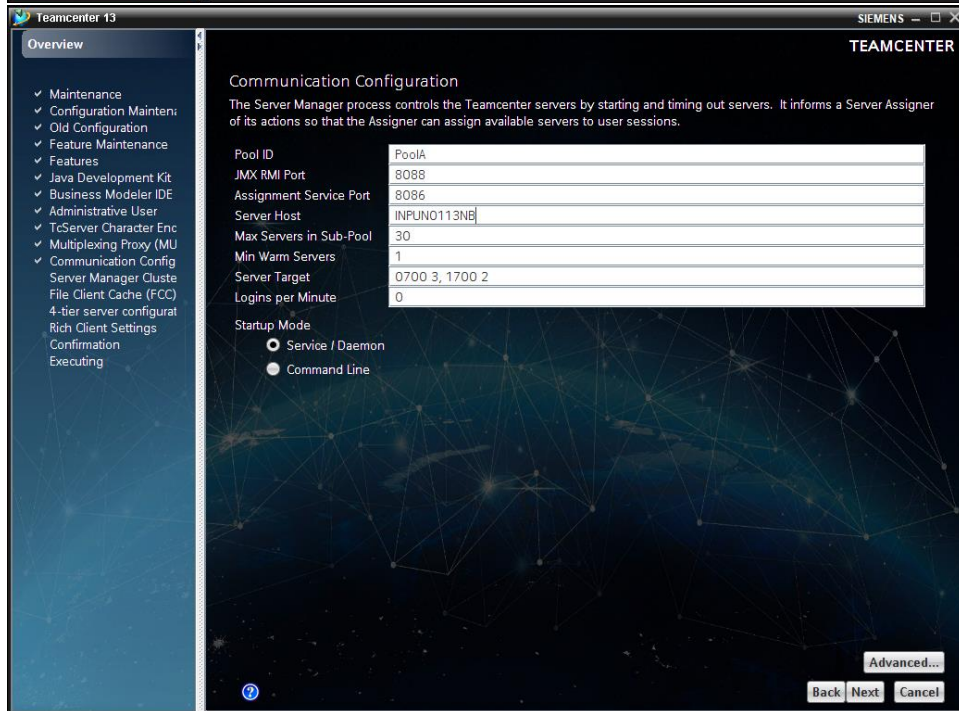 Teamcenter 13
SIEMENS
Overview
TEAMCENTER
Maintenance
Configuration Maintena
Old Configuration
Feature Maintenance
Features
Java Development Kit
Business Modeler IDE
Administrative User
TcServer Character Enc
Multiplexing Proxy (MU
Communication Config
Server Manager Cluste
File Client Cache (FCC)
4-tier server configurat
Rich Client Settings
Confirmation
Executing
Communication Configuration
The Server Manager process controls the Teamcenter servers by starting and timing out servers. It informs a Server Assigner
of its actions so that the Assigner can assign available servers to user sessions.
Pool ID PoolA
JMX RMI Port 8088
Assignment Service Port 8086
Server Host INPUN0113NB
Max Servers in Sub-Pool 30
Min Warm Servers 1
Server Target 0700 3, 1700 2
Logins per Minute 0
Startup Mode
Service / Daemon
Command Line
Advanced...
? Back Next Cancel